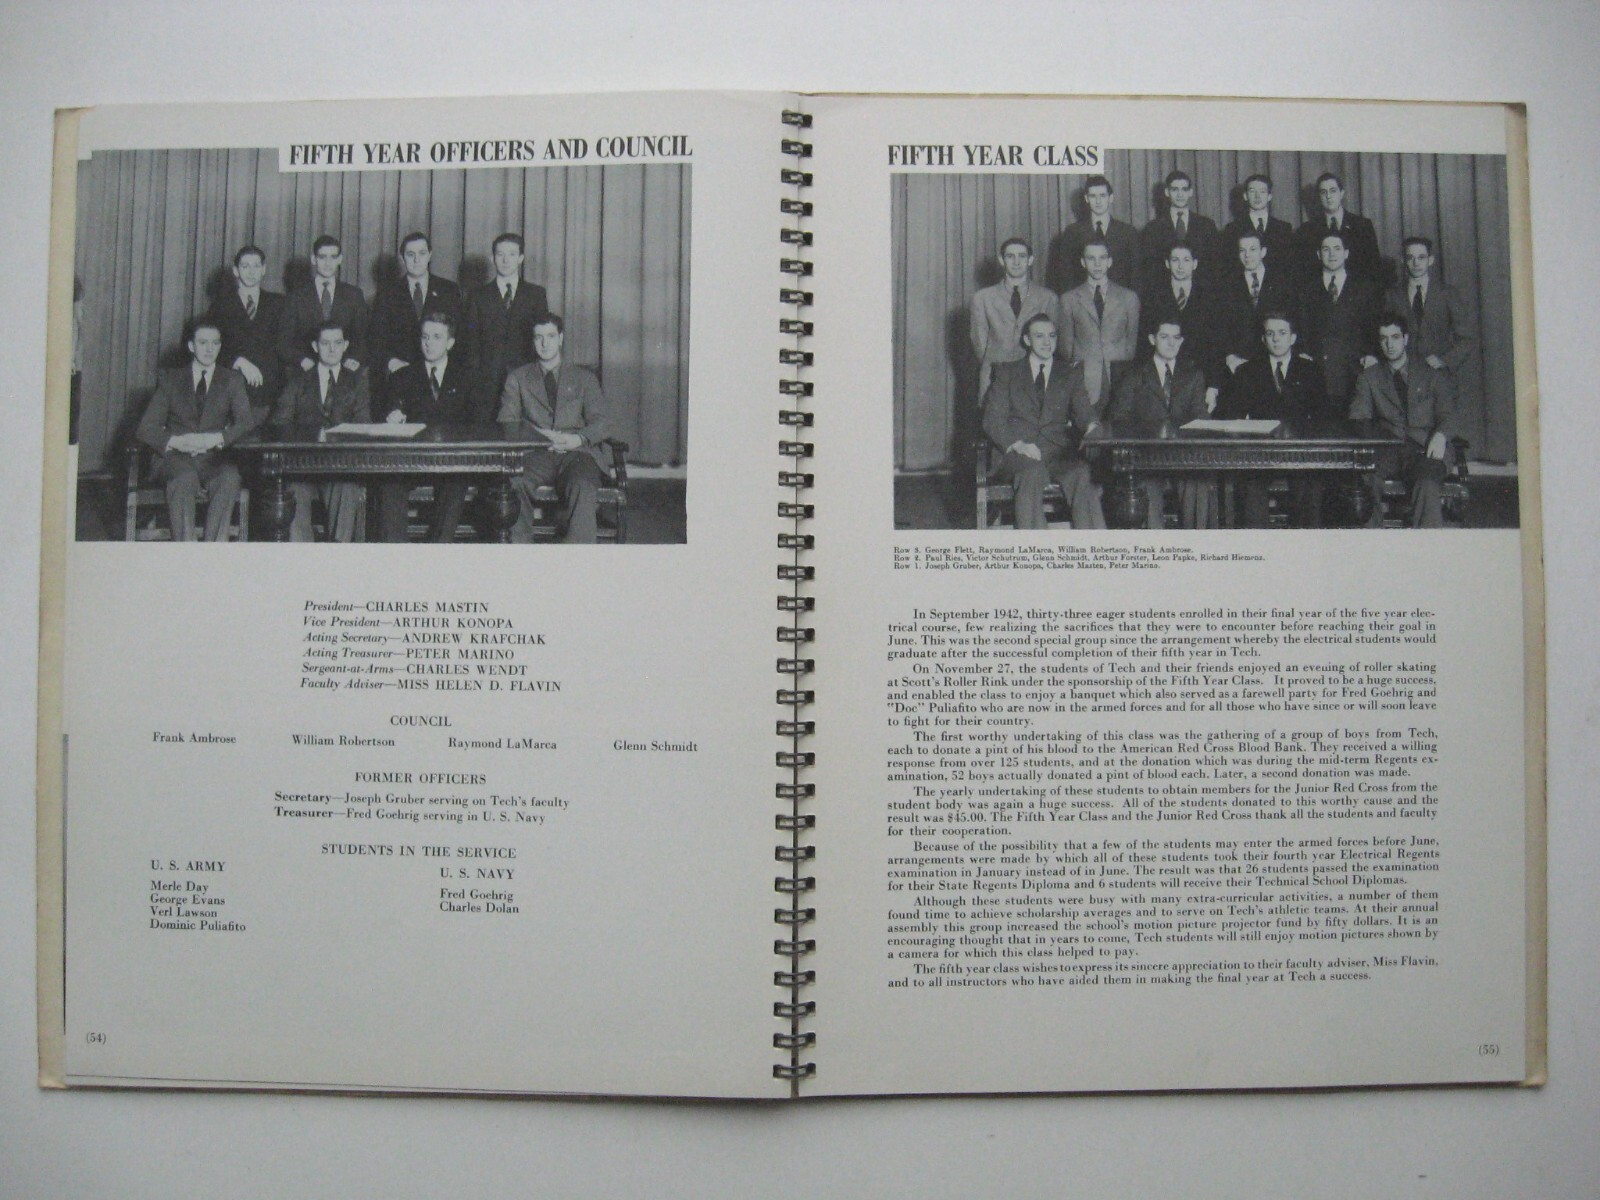 FIFTH YEAR OFFICERS AND COUNCIL
President—CHARLES MASTIN
Vice President—ARTHUR KONOPA
Acting Secretary—ANDREW KRAFCHAK
Acting Treasurer—PETER MARINO
Sergeant-at-Arms—CHARLES WENDT
Faculty Adviser—MISS HELEN D. FLAVIN
COUNCIL
Frank Ambrose William Robertson Raymond LaMarca Glenn Schmidt
FORMER OFFICERS
Secretary—Joseph Gruber serving on Tech's faculty
Treasurer—Fred Goehrig serving in U. S. Navy
STUDENTS IN THE SERVICE
U. S. ARMY
Merle Day
George Evans
Verl Lawson
Dominic Puliafito
U. S. NAVY
Fred Goehrig
Charles Dolan
(54)
FIFTH YEAR CLASS
Row 3. George Flett, Raymond LaMarca, William Robertson, Frank Ambrose.
Row 2. Paul Ries, Victor Schutrum, Glenn Schmidt, Arthur Forster, Leon Papke, Richard Hiemenz.
Row 1. Joseph Gruber, Arthur Konopa, Charles Masten, Peter Marino.
In September 1942, thirty-three eager students enrolled in their final year of the five year elec-
trical course, few realizing the sacrifices that they were to encounter before reaching their goal in
June. This was the second special group since the arrangement whereby the electrical students would
graduate after the successful completion of their fifth year in Tech.
On November 27, the students of Tech and their friends enjoyed an evening of roller skating
at Scott's Roller Rink under the sponsorship of the Fifth Year Class. It proved to be a huge success,
and enabled the class to enjoy a banquet which also served as a farewell party for Fred Goehrig and
"Doc" Puliafito who are now in the armed forces and for all those who have since or will soon leave
to fight for their country.
The first worthy undertaking of this class was the gathering of a group of boys from Tech,
each to donate a pint of his blood to the American Red Cross Blood Bank. They received a willing
response from over 125 students, and at the donation which was during the mid-term Regents ex-
amination, 52 boys actually donated a pint of blood each. Later, a second donation was made.
The yearly undertaking of these students to obtain members for the Junior Red Cross from the
student body was again a huge success. All of the students donated to this worthy cause and the
result was $45.00. The Fifth Year Class and the Junior Red Cross thank all the students and faculty
for their cooperation.
Because of the possibility that a few of the students may enter the armed forces before June,
arrangements were made by which all of these students took their fourth year Electrical Regents
examination in January instead of in June. The result was that 26 students passed the examination
for their State Regents Diploma and 6 students will receive their Technical School Diplomas.
Although these students were busy with many extra-curricular activities, a number of them
found time to achieve scholarship averages and to serve on Tech's athletic teams. At their annual
assembly this group increased the school's motion picture projector fund by fifty dollars. It is an
encouraging thought that in years to come, Tech students will still enjoy motion pictures shown by
a camera for which this class helped to pay.
The fifth year class wishes to express its sincere appreciation to their faculty adviser, Miss Flavin,
and to all instructors who have aided them in making the final year at Tech a success.
(55)